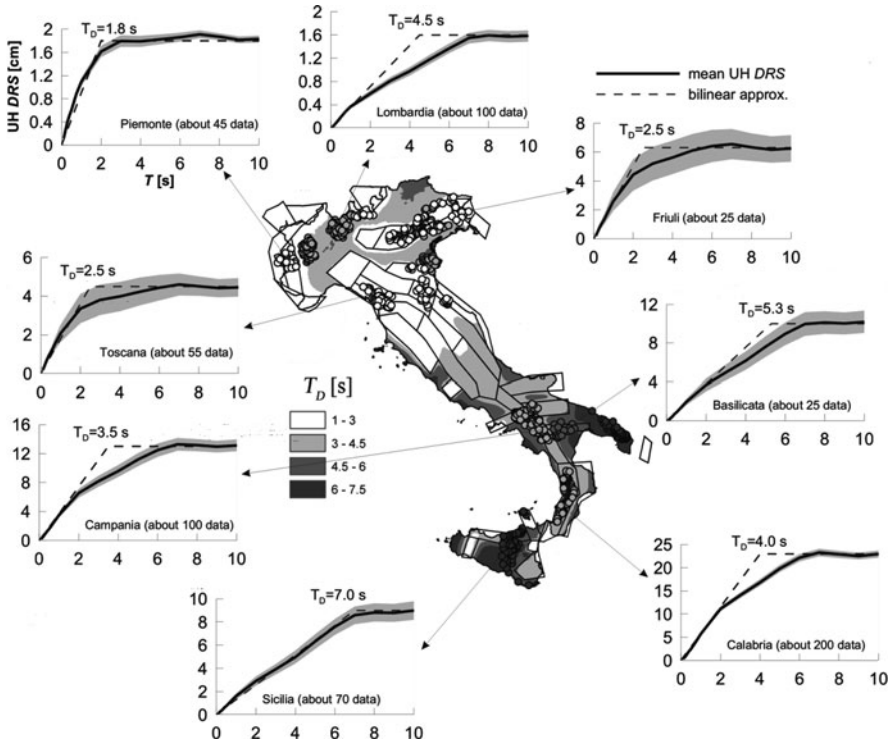 2
1.6
1.2
0.8
0.4
0
UH DRS [cm]
T_D=1.8 s
Piemonte (about 45 data)
0 2 4 6 8 10
T [s]
2
1.6
1.2
0.8
0.4
0
T_D=4.5 s
Lombardia (about 100 data)
0 2 4 6 8 10
mean UH DRS
bilinear approx.
8
6
4
2
0
T_D=2.5 s
Friuli (about 25 data)
0 2 4 6 8 10
6
4
2
0
T_D=2.5 s
Toscana (about 55 data)
0 2 4 6 8 10
T_D [s]
1 - 3
3 - 4.5
4.5 - 6
6 - 7.5
12
8
4
0
T_D=5.3 s
Basilicata (about 25 data)
0 2 4 6 8 10
16
12
8
4
0
T_D=3.5 s
Campania (about 100 data)
0 2 4 6 8 10
10
8
6
4
2
0
T_D=7.0 s
Sicilia (about 70 data)
0 2 4 6 8 10
25
20
15
10
5
0
T_D=4.0 s
Calabria (about 200 data)
0 2 4 6 8 10